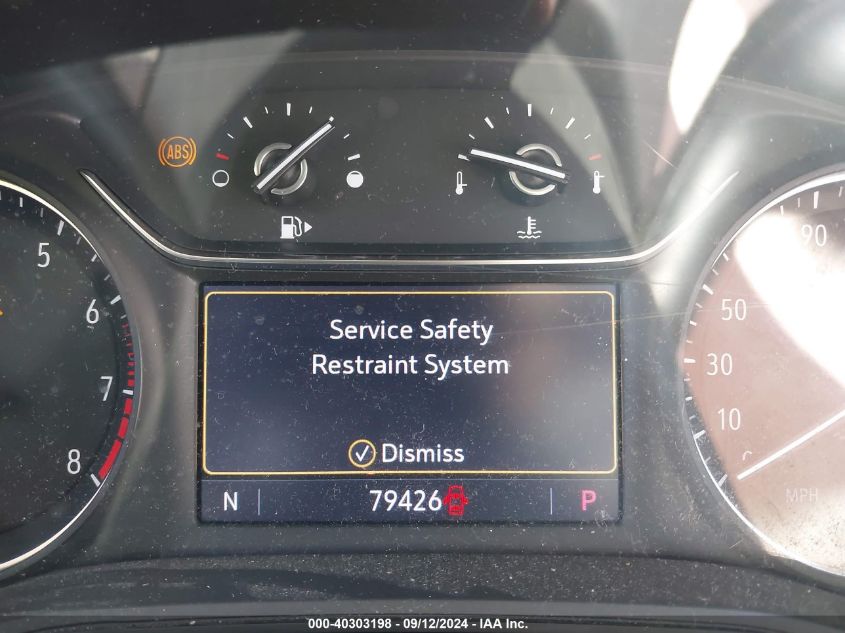 ABS
5
6
7
8
90
50
30
10
MPH
Service Safety
Restraint System
Dismiss
N
79426
P
000-40303198 - 09/12/2024 - IAA Inc.